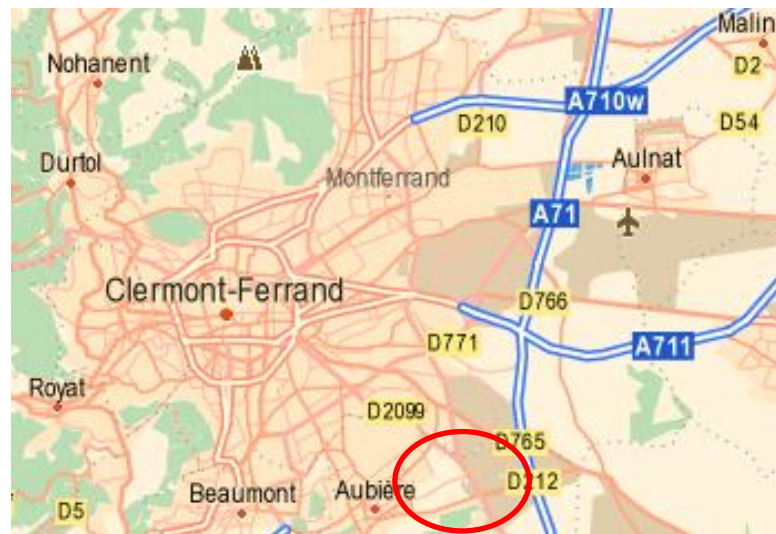 Malin
Nohanent
D2
A710w
D210
D54
Durtol
Aulnat
Montferrand
A71
Clermont-Ferrand
D766
D771
A711
Royat
D2099
D765
D212
Beaumont
Aubière
D5